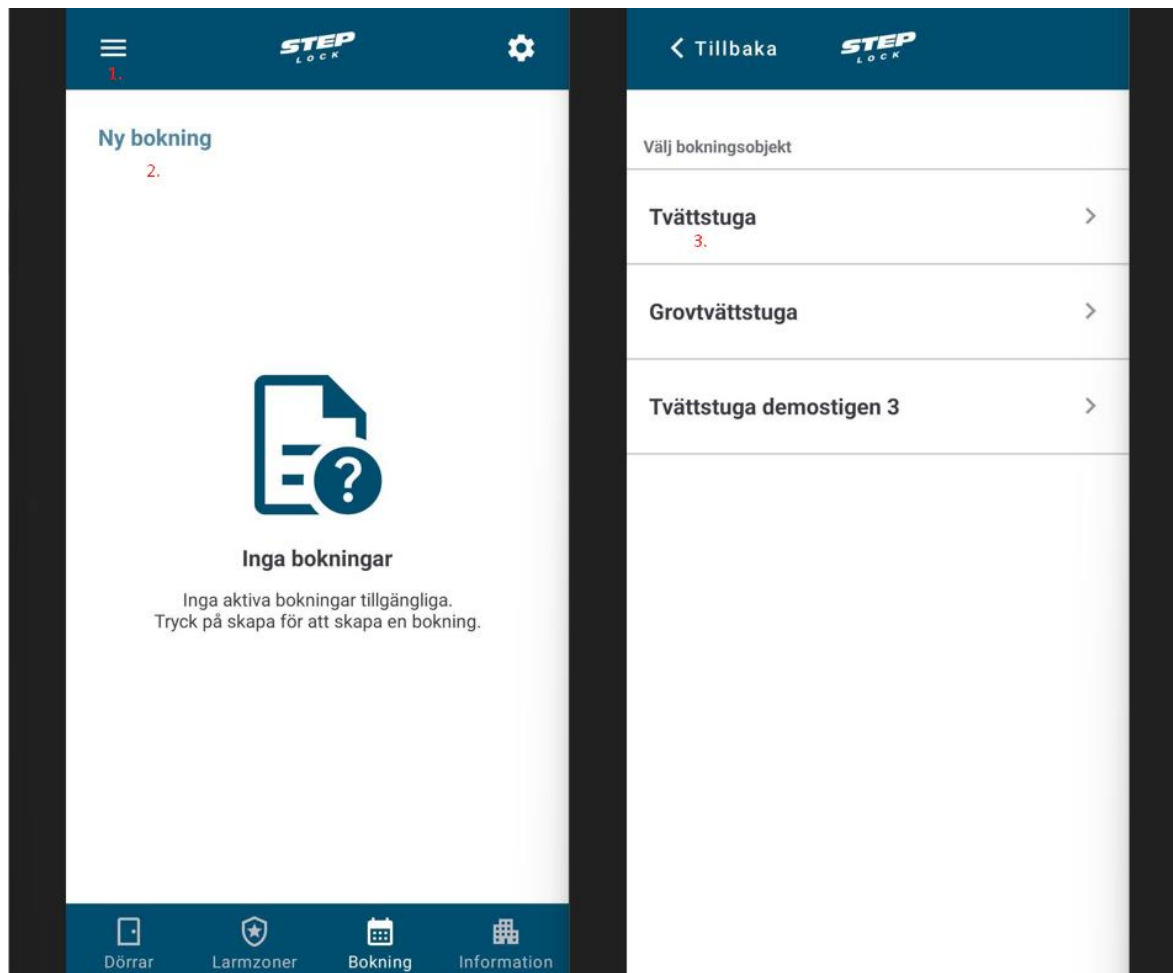 STEP
LOCK
1.
Ny bokning
2.
Inga bokningar
Inga aktiva bokningar tillgängliga.
Tryck på skapa för att skapa en bokning.
Dörrar
Larmzoner
Bokning
Information
Tillbaka
STEP
LOCK
Välj bokningsobjekt
Tvättstuga
3.
Grovtvättstuga
Tvättstuga demostigen 3